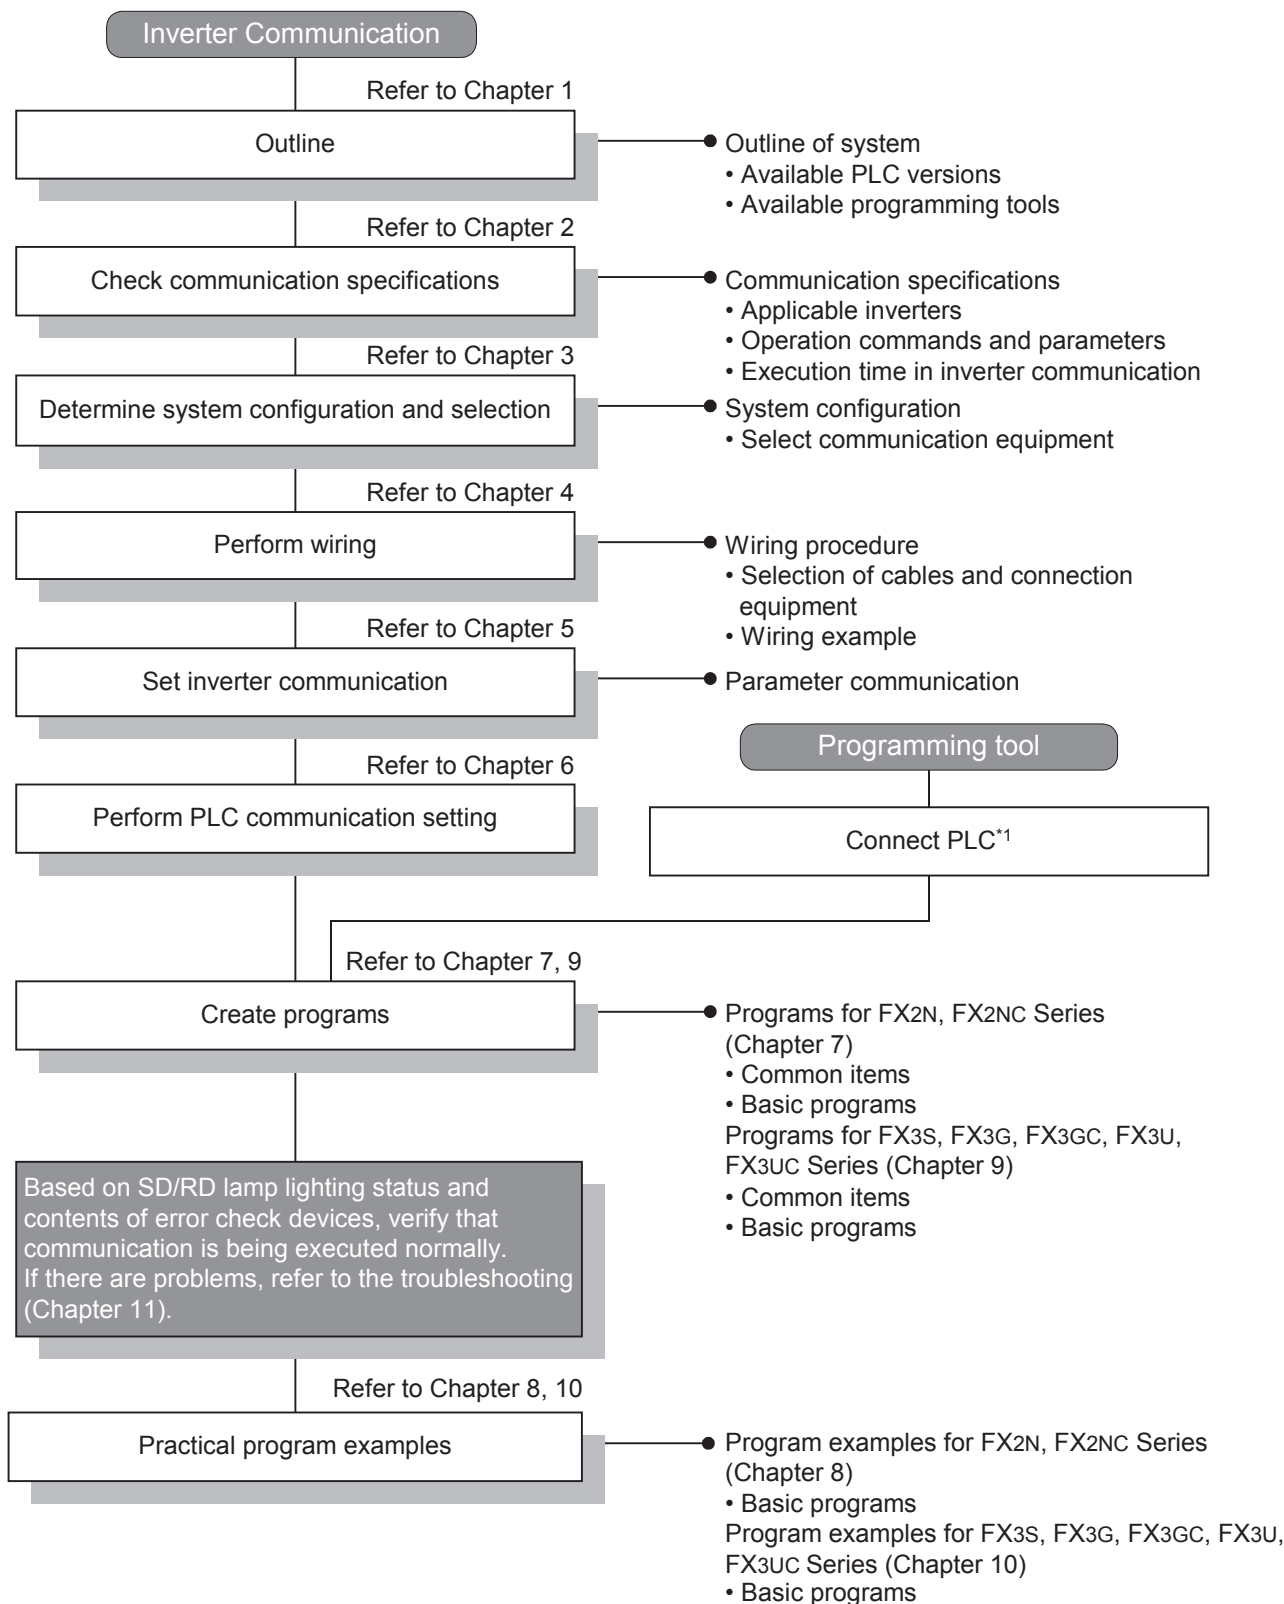 Inverter Communication
Refer to Chapter 1
Outline
Outline of system
• Available PLC versions
• Available programming tools
Refer to Chapter 2
Check communication specifications
Communication specifications
• Applicable inverters
• Operation commands and parameters
• Execution time in inverter communication
Refer to Chapter 3
Determine system configuration and selection
System configuration
• Select communication equipment
Refer to Chapter 4
Perform wiring
Wiring procedure
• Selection of cables and connection
equipment
• Wiring example
Refer to Chapter 5
Set inverter communication
Parameter communication
Programming tool
Refer to Chapter 6
Perform PLC communication setting
Connect PLC*1
Refer to Chapter 7, 9
Create programs
Programs for FX2N, FX2NC Series
(Chapter 7)
• Common items
• Basic programs
Programs for FX3S, FX3G, FX3GC, FX3U,
FX3UC Series (Chapter 9)
• Common items
• Basic programs
Based on SD/RD lamp lighting status and
contents of error check devices, verify that
communication is being executed normally.
If there are problems, refer to the troubleshooting
(Chapter 11).
Refer to Chapter 8, 10
Practical program examples
Program examples for FX2N, FX2NC Series
(Chapter 8)
• Basic programs
Program examples for FX3S, FX3G, FX3GC, FX3U,
FX3UC Series (Chapter 10)
• Basic programs